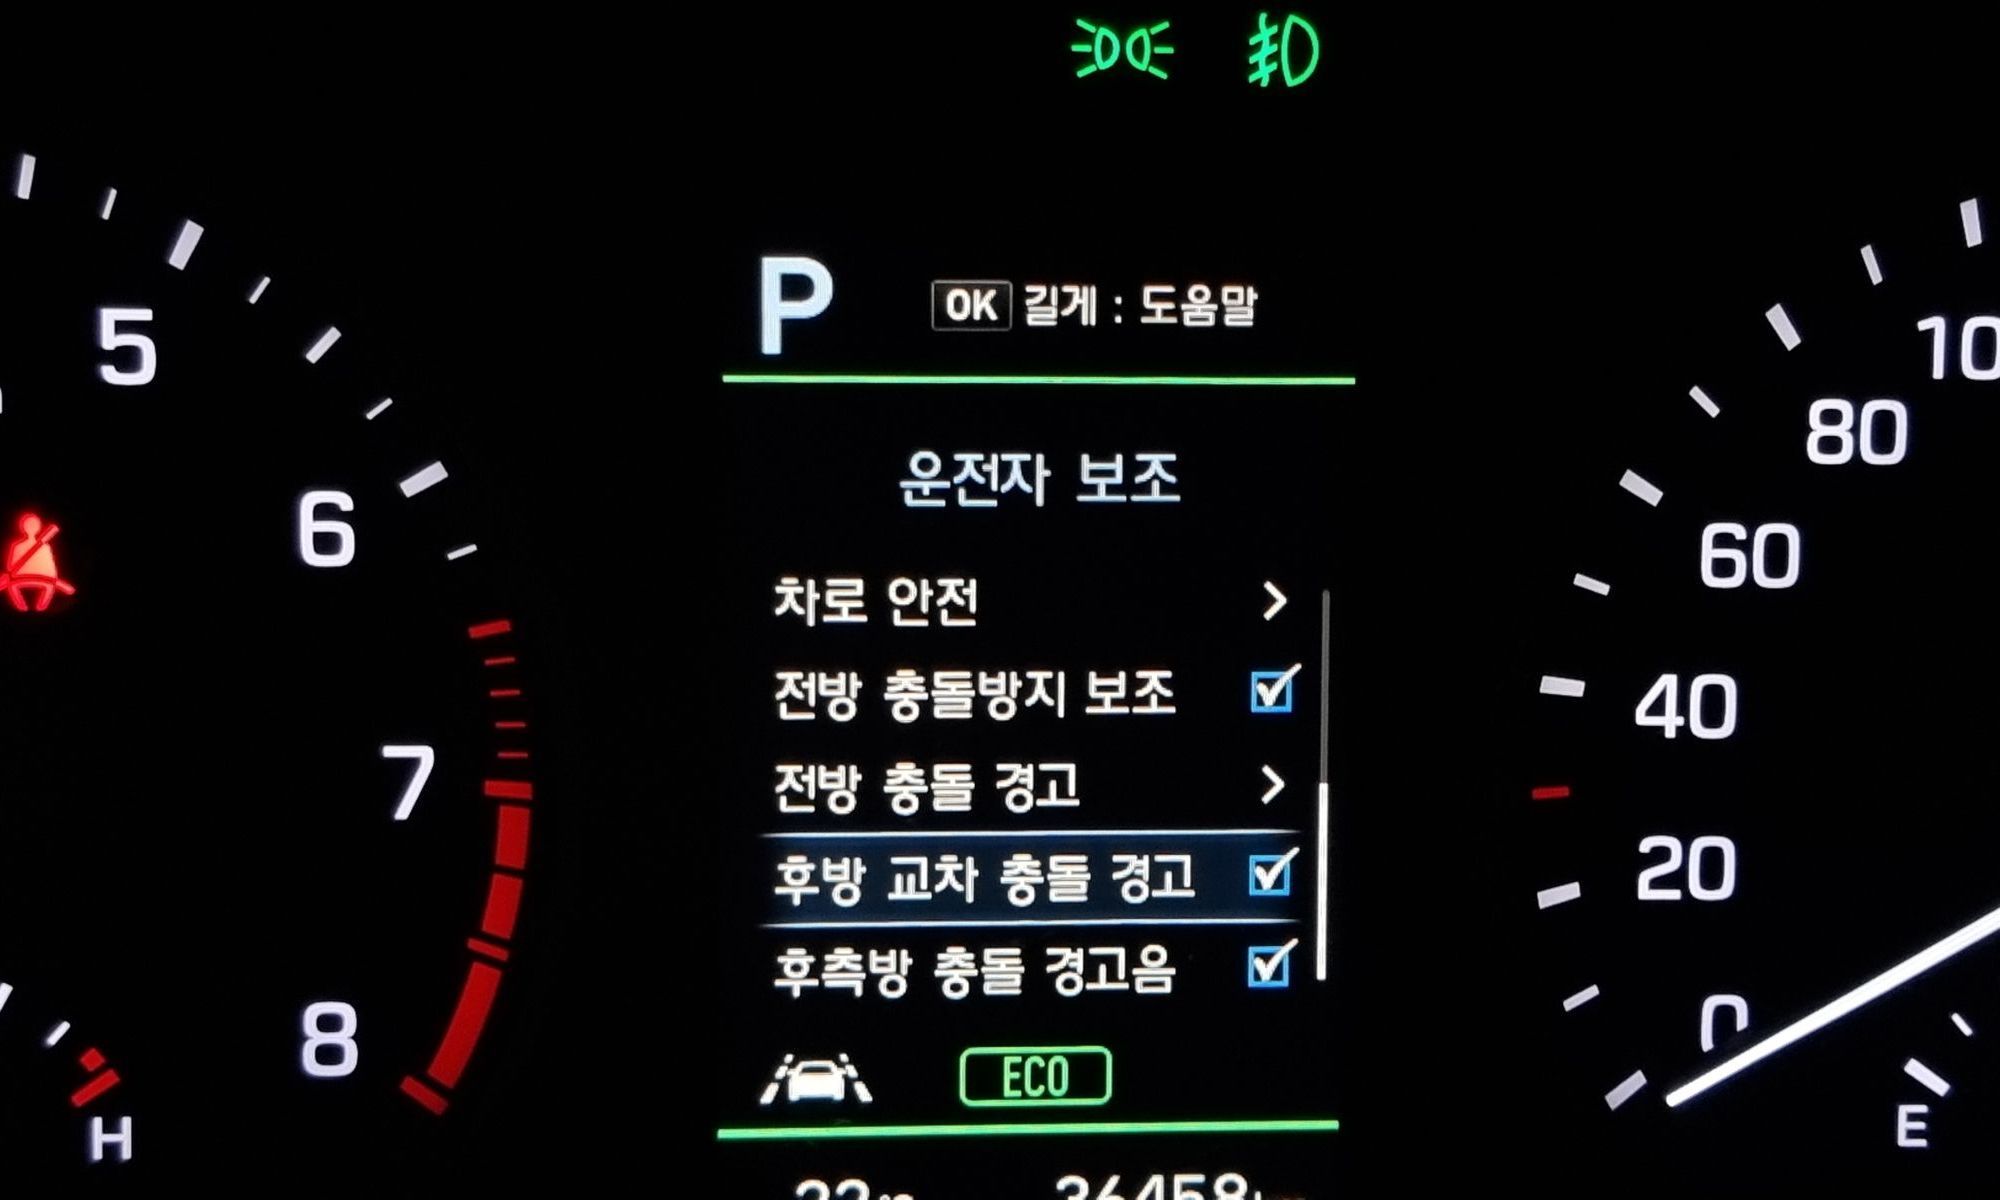 P
OK 길게 : 도움말
운전자 보조
차로 안전
전방 충돌방지 보조
전방 충돌 경고
후방 교차 충돌 경고
후측방 충돌 경고음
ECO
36458
5
6
7
8
H
80
60
40
20
0
E